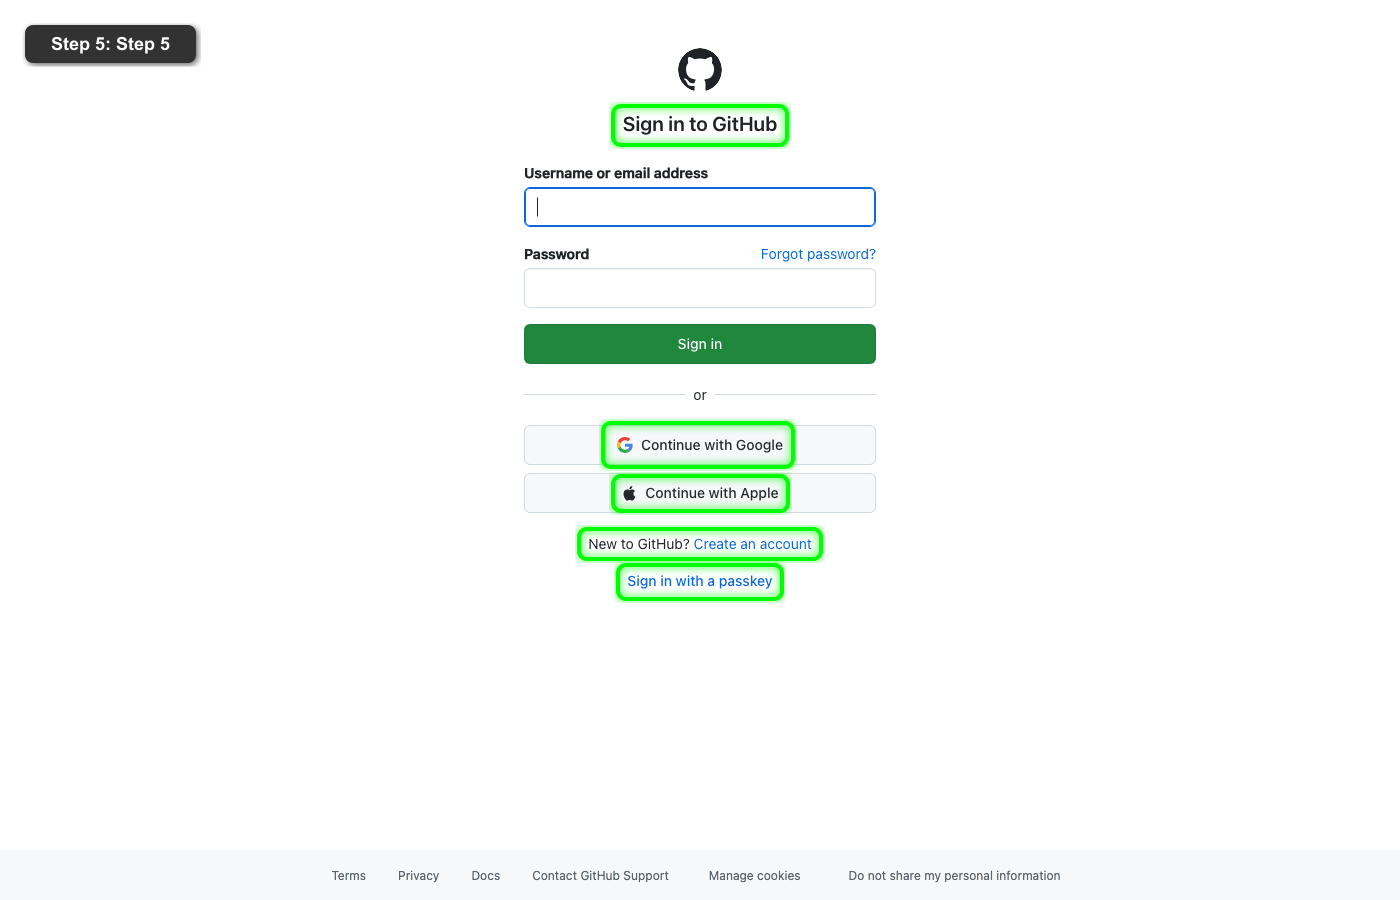 Step 5: Step 5
Sign in to GitHub
Username or email address
Password Forgot password?
Sign in
or
Continue with Google
Continue with Apple
New to GitHub? Create an account
Sign in with a passkey
Terms Privacy Docs Contact GitHub Support Manage cookies Do not share my personal information